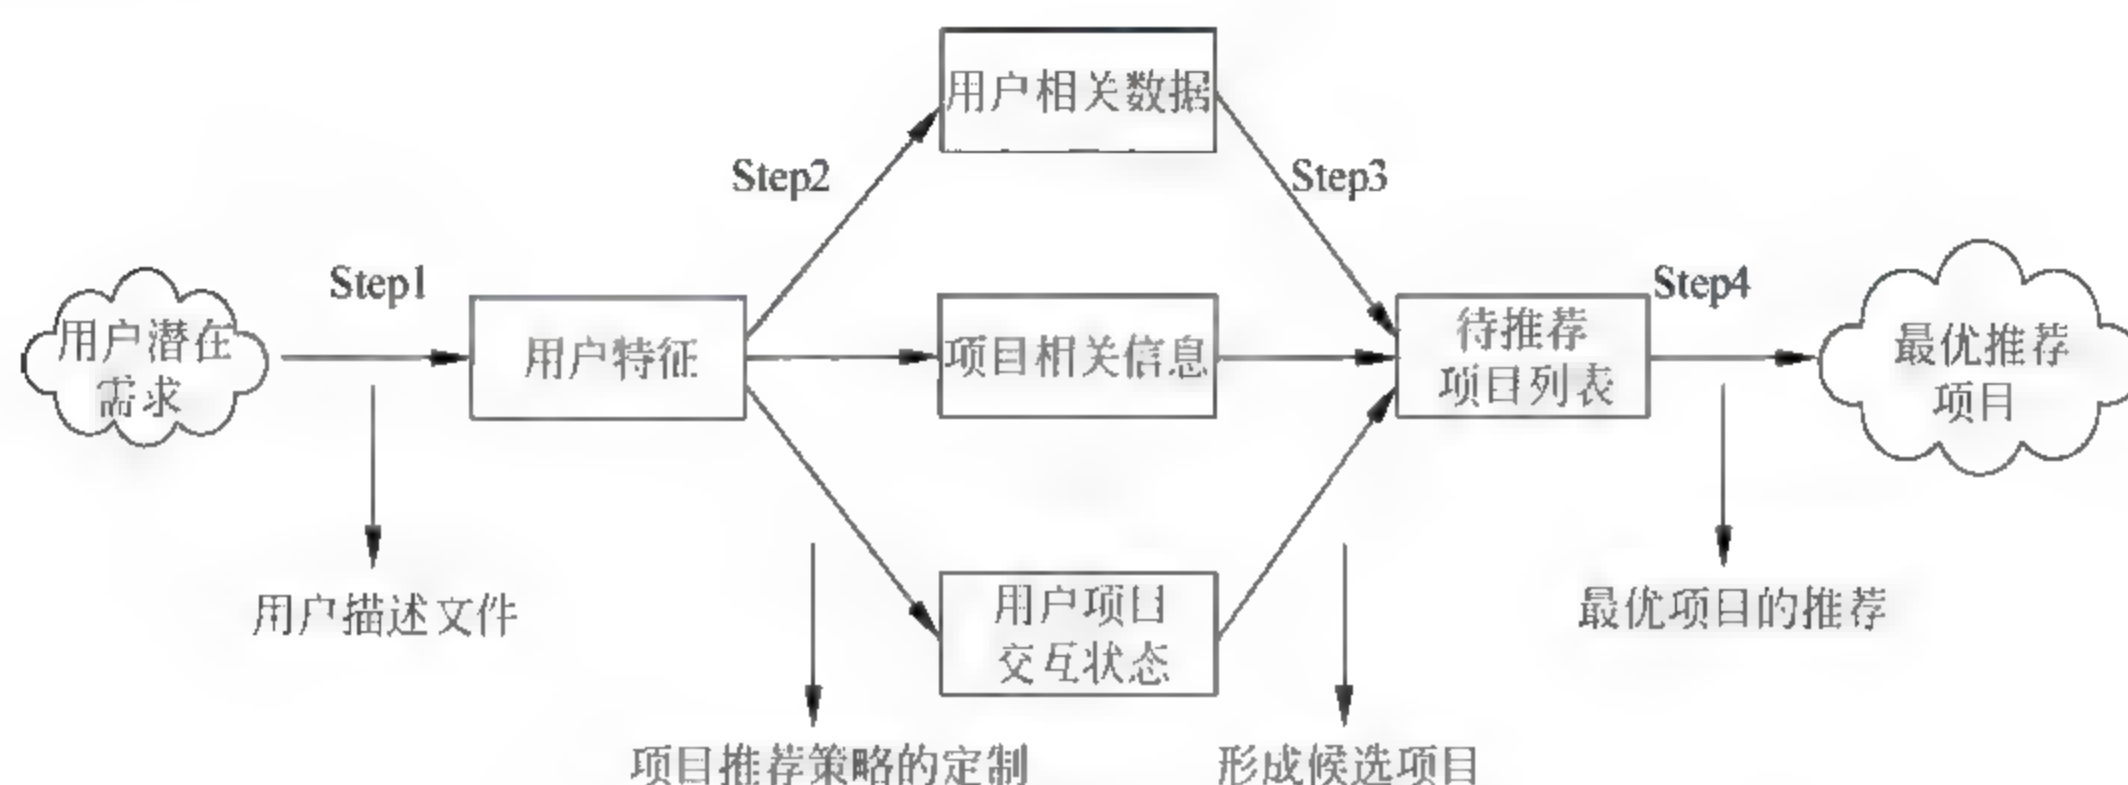 用户相关数据
Step2
Step3
Step1
Step4
用户潜在
需求
用户特征
项目相关信息
待推荐
项目列表
最优推荐
项目
用户描述文件
用户项目
交互状态
最优项目的推荐
项目推荐策略的定制
形成候选项目